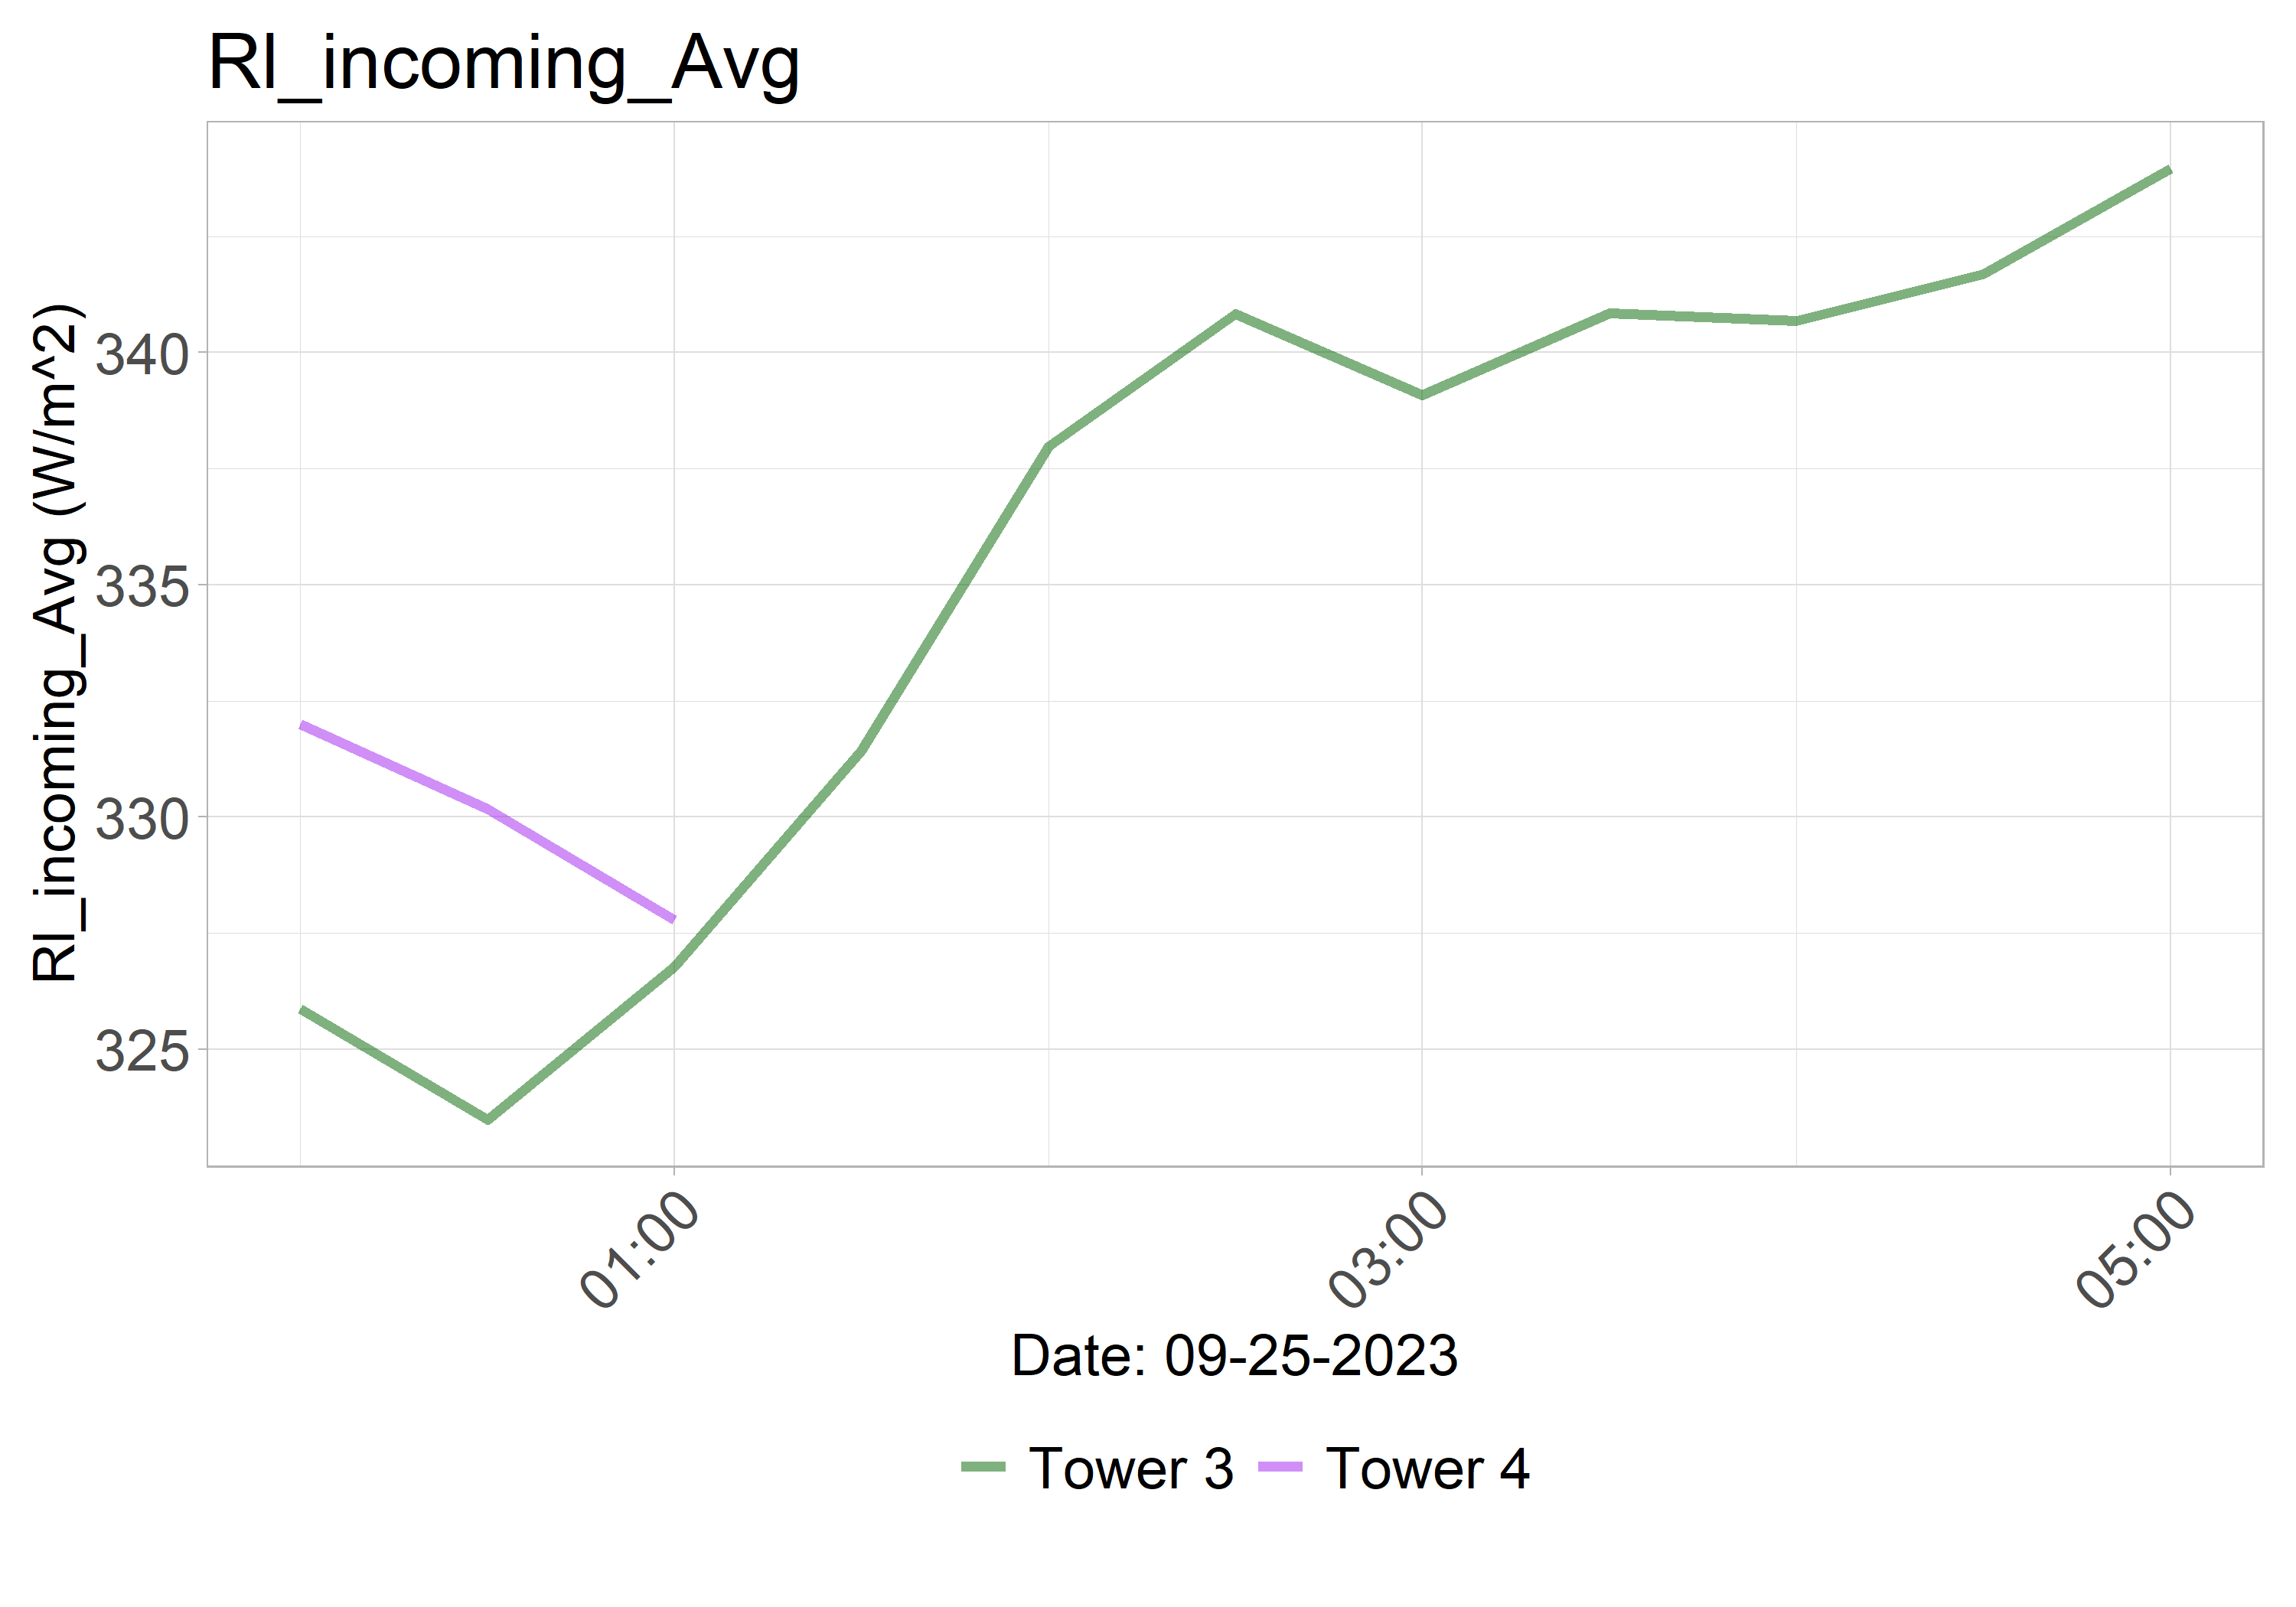 Rl_incoming_Avg
Rl_incoming_Avg (W/m^2)
340
335
330
325
01:00
03:00
05:00
Date: 09-25-2023
Tower 3
Tower 4